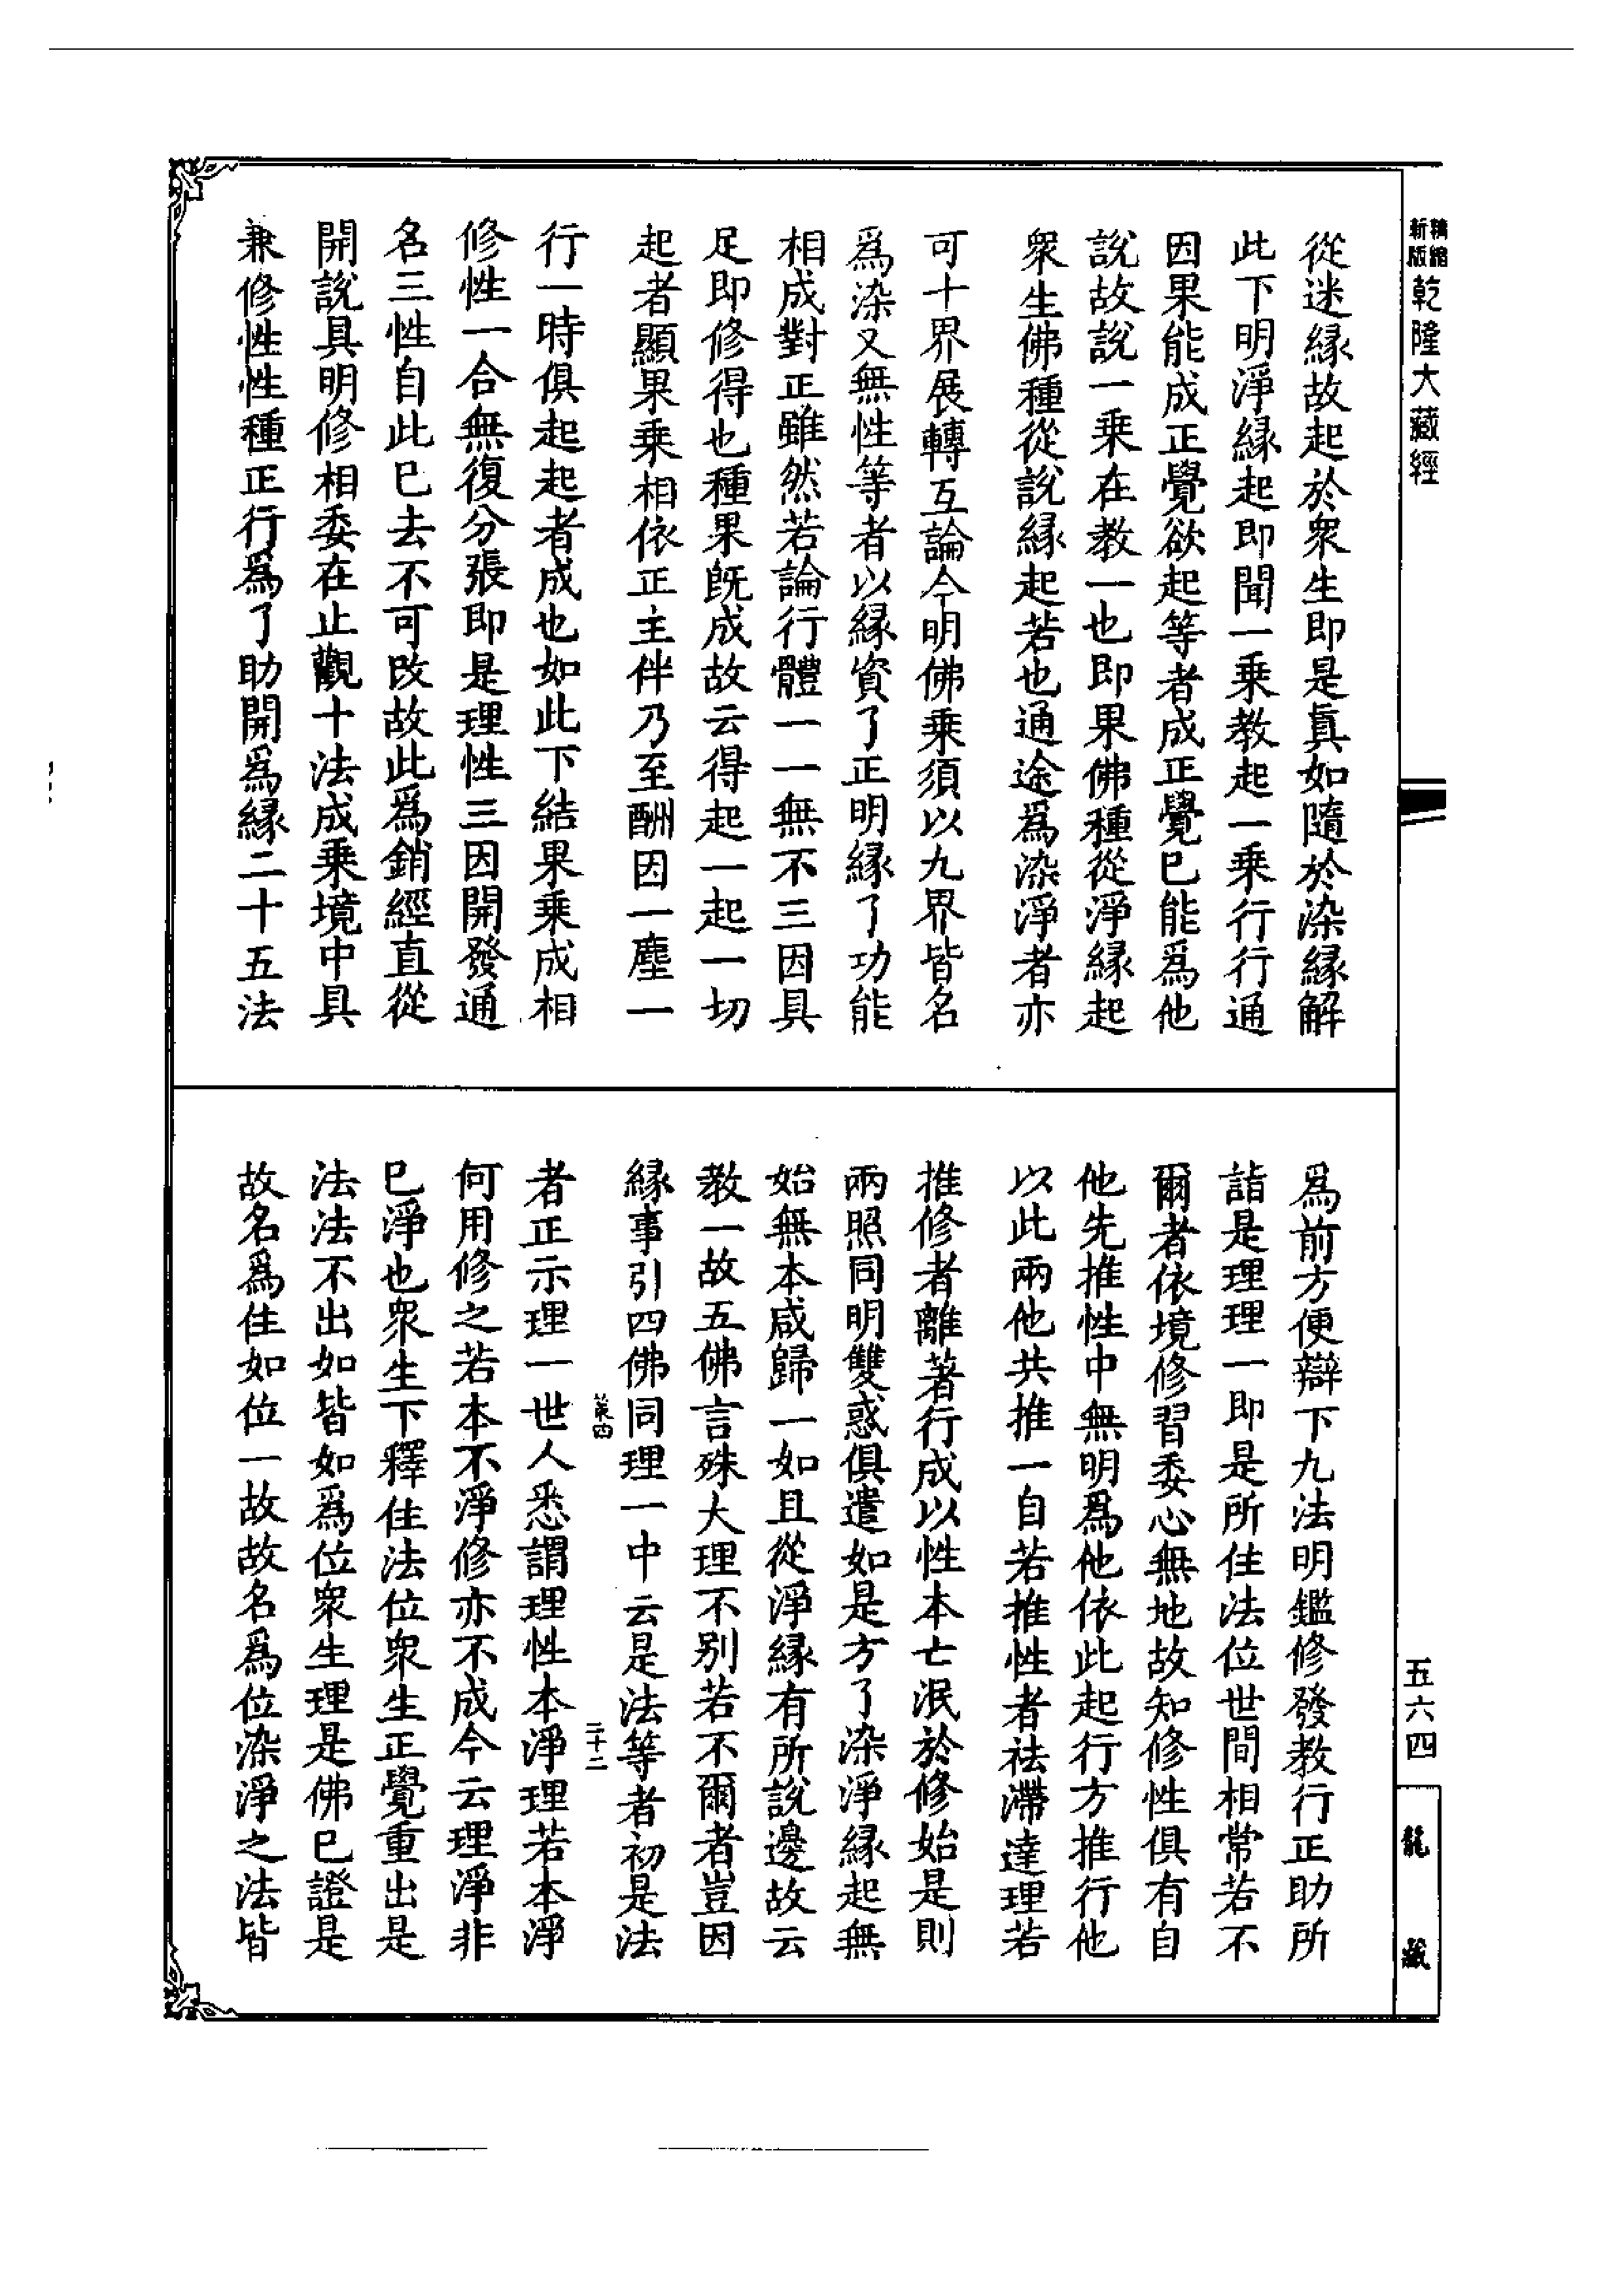 精縮新版乾隆大藏經
五六四
龍藏
從迷緣故起於衆生即是真如隨於染緣解
此下明淨緣起即聞一乘教起一乘行行通
因果能成正覺欲起等者成正覺已能爲他
說故說一乘在教一也即果佛種從淨緣起
衆生佛種從說緣起若也通途爲染淨者亦
可十界展轉互論今明佛乘須以九界皆名
爲染又無性等者以緣資了正明緣了功能
相成對正雖然若論行體一一無不三因具
足即修得也種果旣成故云得起一起一切
起者顯果乘相依正主伴乃至酬因一塵一
行一時俱起起者成也如此下結果乘成相
修性一合無復分張即是理性三因開發通
名三性自此已去不可改故此爲銷經直從
開說具明修相委在止觀十法成乘境中具
兼修性性種正行爲了助開爲緣二十五法
爲前方便辯下九法明鑑修發教行正助所
詣是理理一即是所住法位世間相常若不
爾者依境修習委心無地故知修性俱有自
他先推性中無明爲他依此起行方推行他
以此兩他共推一自若推性者祛滯達理若
推修者離著行成以性本亡泯於修始是則
兩照同明雙惑俱遣如是方了染淨緣起無
始無本咸歸一如且從淨緣有所說邊故云
教一故五佛言殊大理不別若不爾者豈因
緣事引四佛同理一中云是法等者初是法
策四
二十二
者正示理一世人悉謂理性本淨理若本淨
何用修之若本不淨修亦不成今云理淨非
已淨也衆生下釋住法位衆生正覺重出是
法法不出如皆如爲位衆生理是佛已證是
故名爲住如位一故故名爲位染淨之法皆